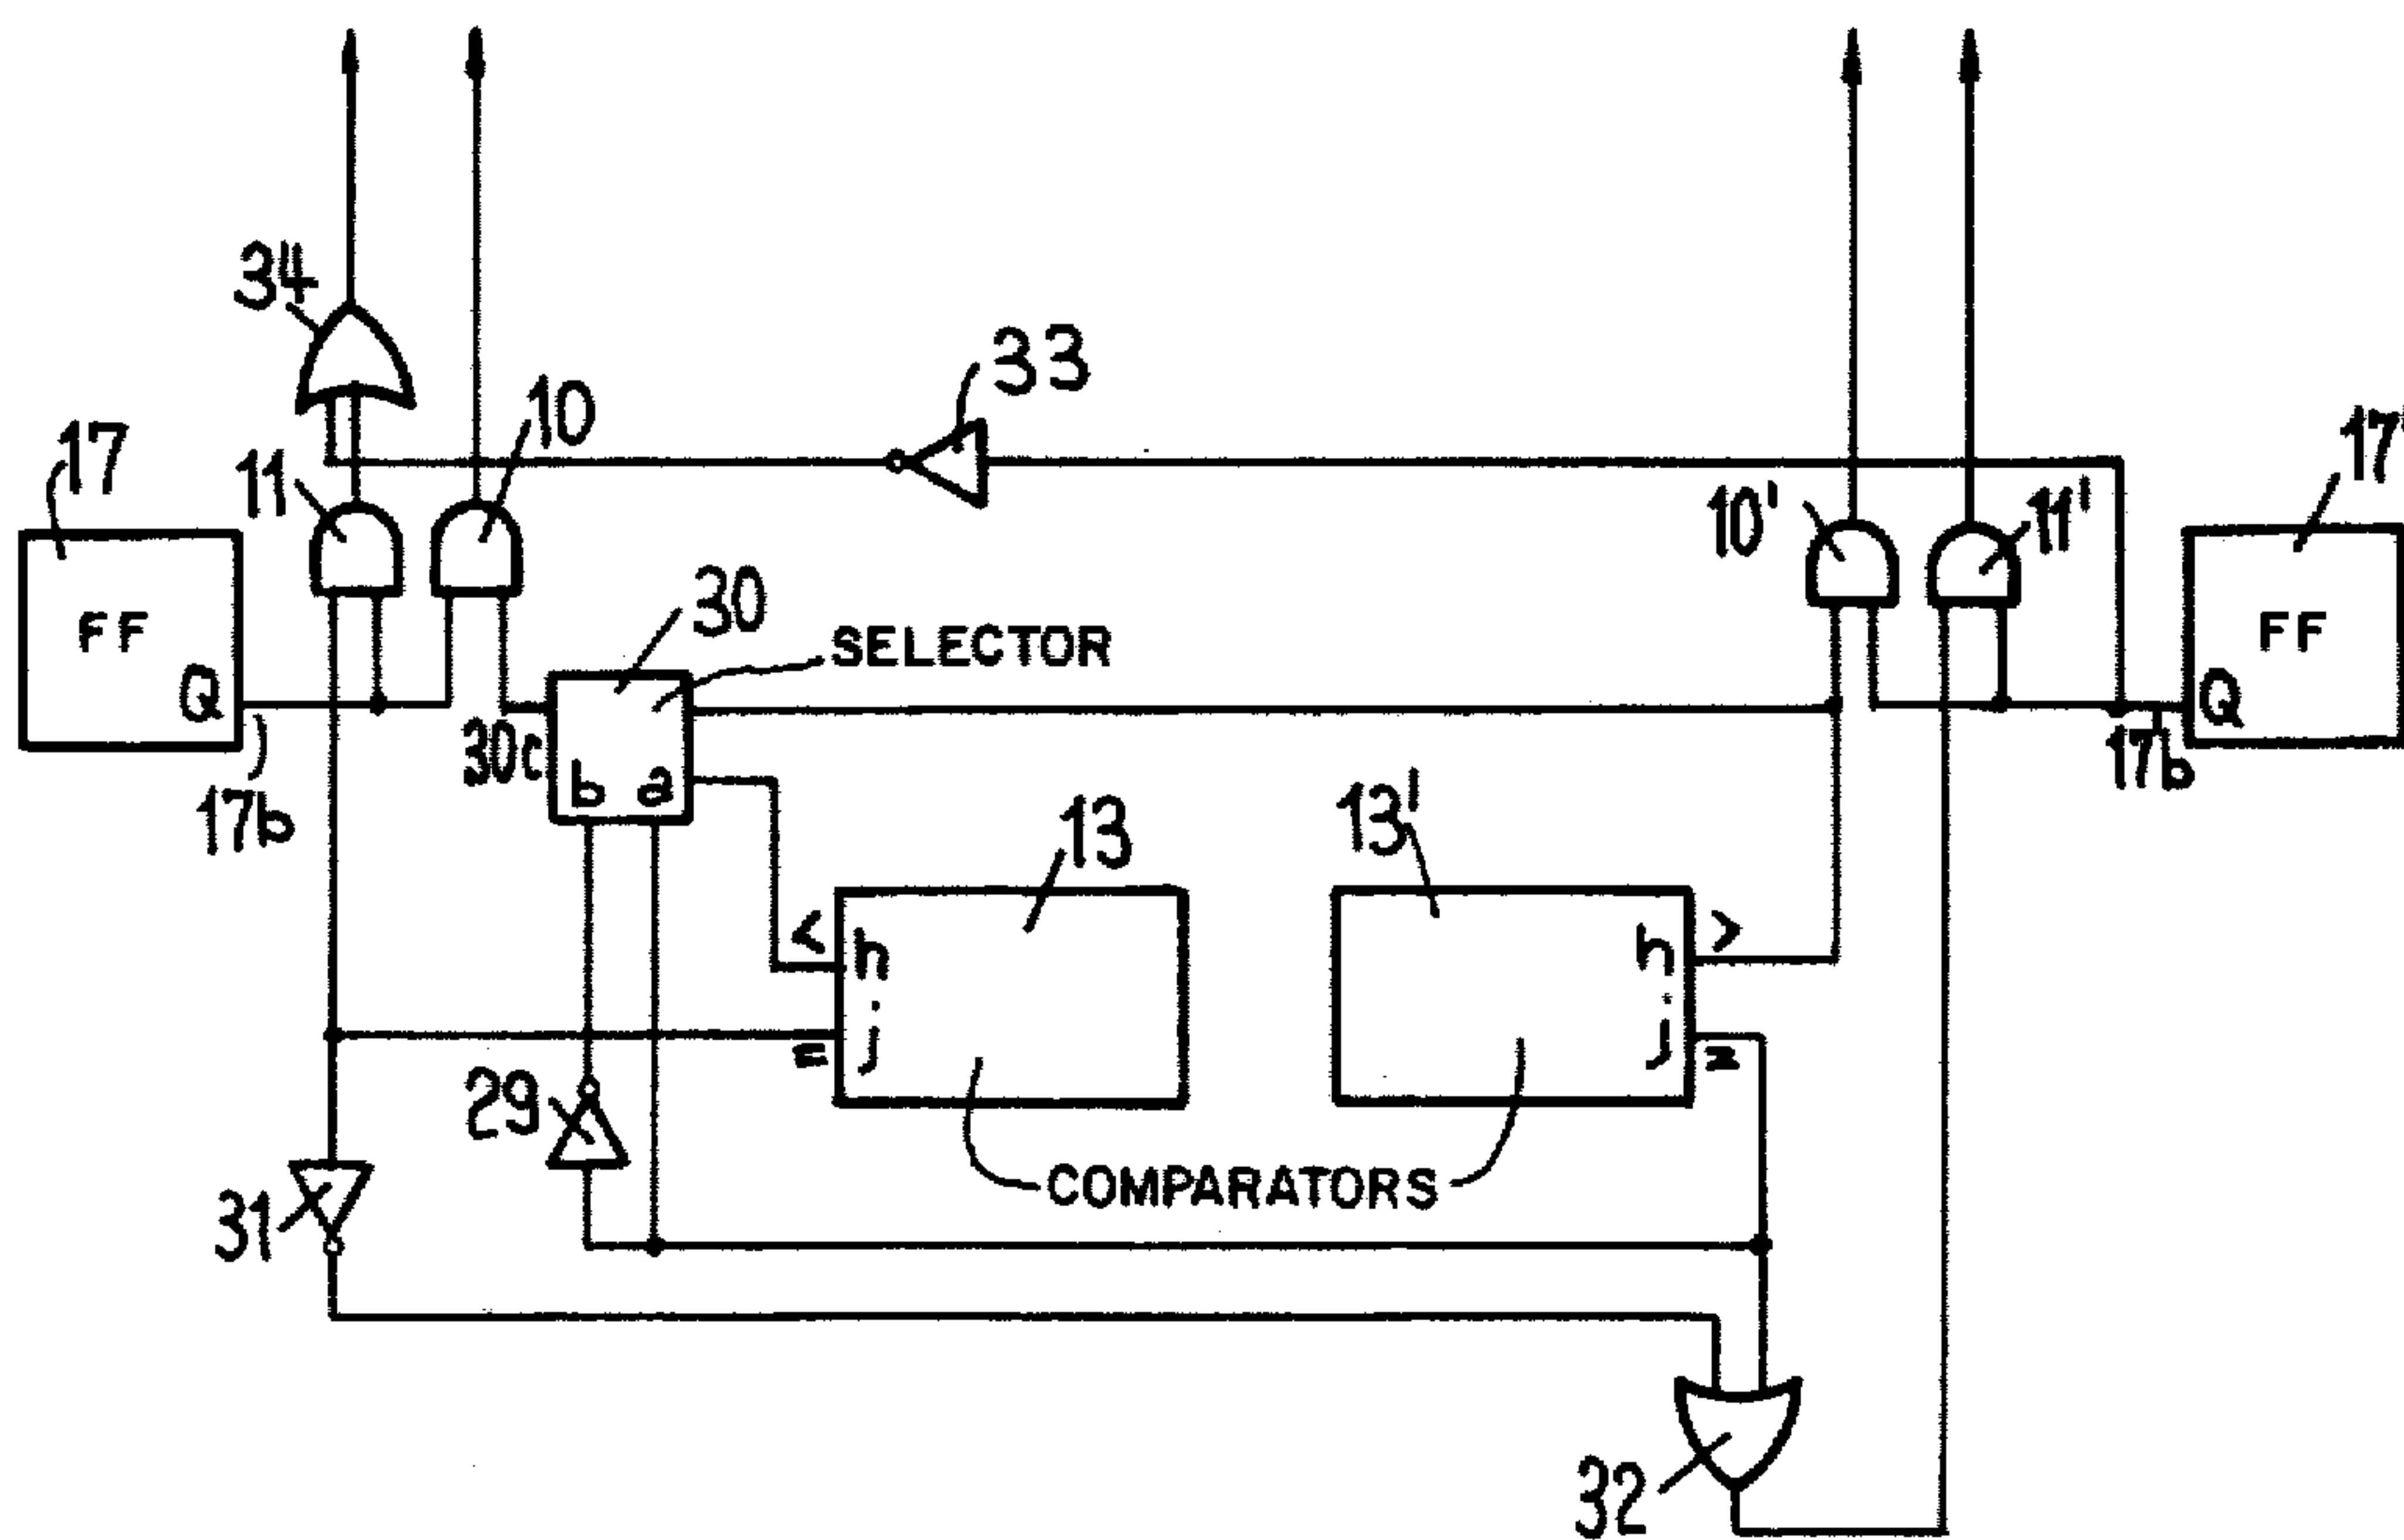 34
33
10
17
11
17'
10'
11'
FF
30
SELECTOR
FF
Q
Q
30c
b a
17b
17b
13
13'
<
h
h
>
j
=
j
=
29
COMPARATORS
31
32